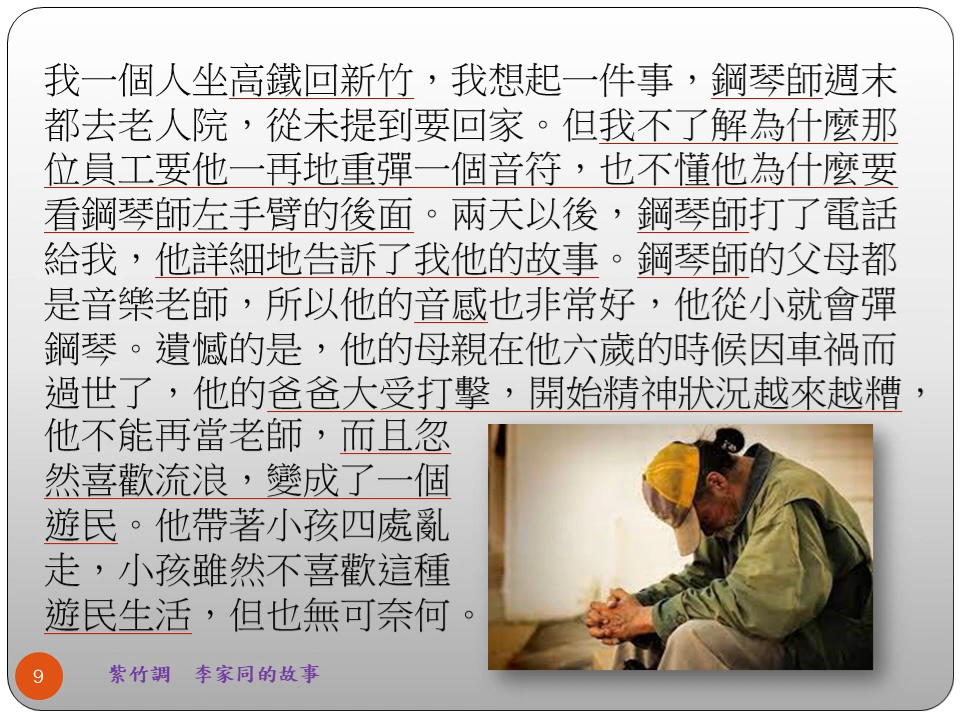 我一個人坐高鐵回新竹，我想起一件事，鋼琴師週末
都去老人院，從未提到要回家。但我不了解為什麼那
位員工要他一再地重彈一個音符，也不懂他為什麼要
看鋼琴師左手臂的後面。兩天以後，鋼琴師打了電話
給我，他詳細地告訴了我他的故事。鋼琴師的父母都
是音樂老師，所以他的音感也非常好，他從小就會彈
鋼琴。遺憾的是，他的母親在他六歲的時候因車禍而
過世了，他的爸爸大受打擊，開始精神狀況越來越糟，
他不能再當老師，而且忽
然喜歡流浪，變成了一個
遊民。他帶著小孩四處亂
走，小孩雖然不喜歡這種
遊民生活，但也無可奈何。
9 紫竹調 李家同的故事